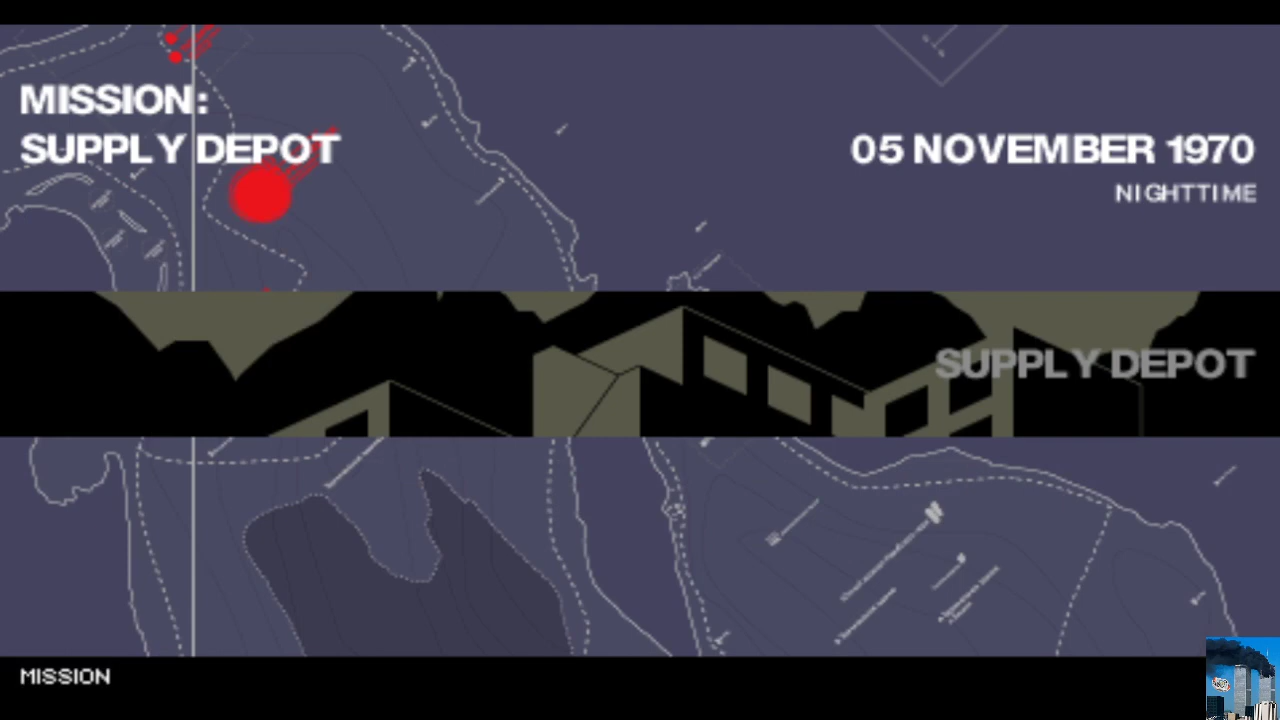 MISSION:
SUPPLY DEPOT
05 NOVEMBER 1970
NIGHTTIME
SUPPLY DEPOT
MISSION